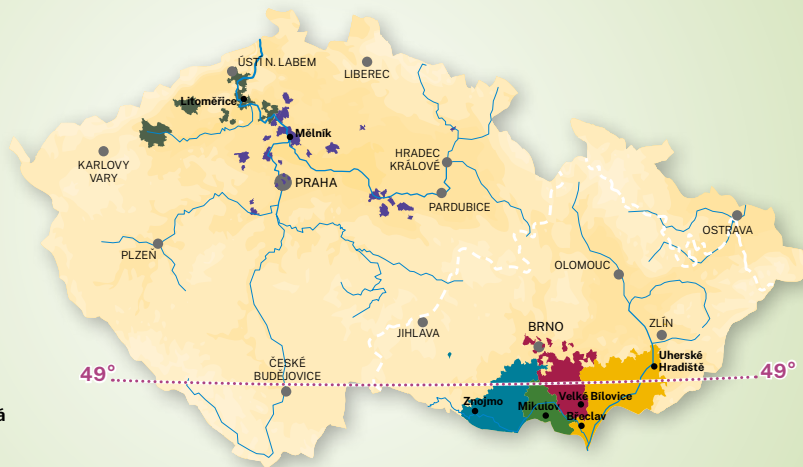 ÚSTÍ N. LABEM
LIBEREC
Litoměřice
Mělník
KARLOVY
VARY
HRADEC
KRÁLOVÉ
PRAHA
PARDUBICE
OSTRAVA
PLZEŇ
OLOMOUC
JIHLAVA
BRNO
ZLÍN
Uherské
Hradiště
49°
49°
ČESKÉ
BUDĚJOVICE
Znojmo
Mikulov
Velké Bílovice
Břeclav
á